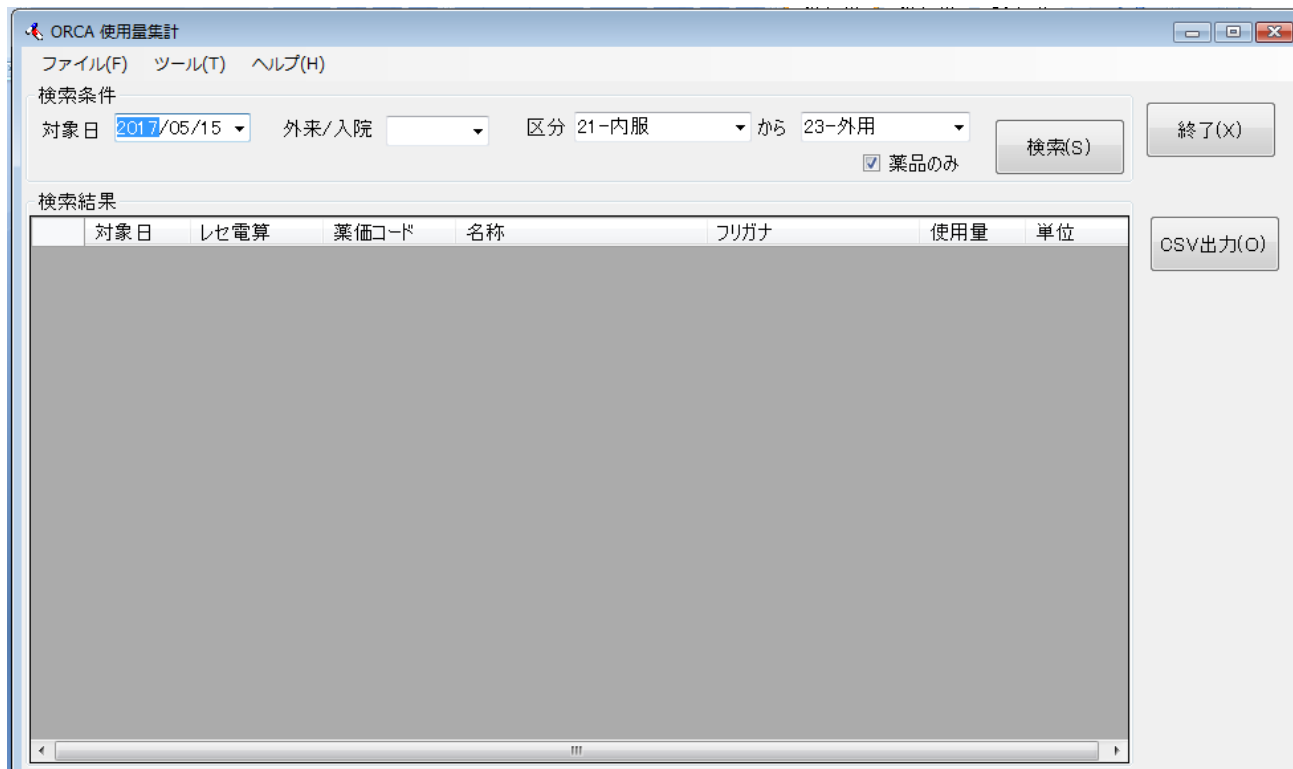 ORCA 使用量集計
ファイル(F) ツール(T) ヘルプ(H)
検索条件
対象日 2017/05/15 外来/入院 区分 21-内服 から 23-外用
薬品のみ
検索(S)
終了(X)
検索結果
対象日 レセ電算 薬価コード 名称 フリガナ 使用量 単位
CSV出力(O)